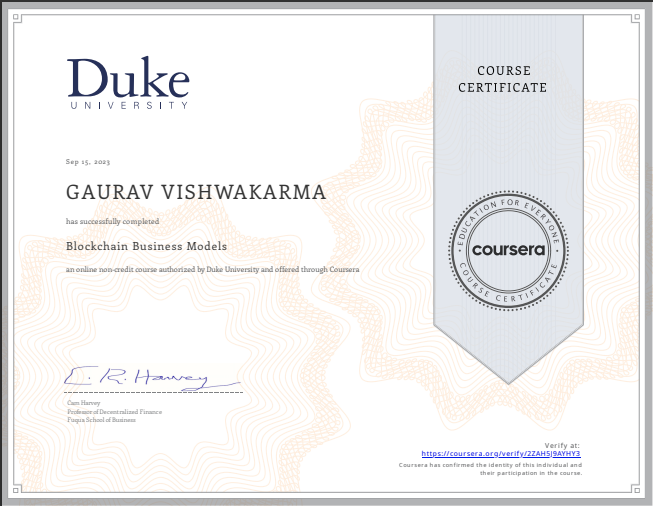 Duke
UNIVERSITY
COURSE
CERTIFICATE
Sep 15, 2023
GAURAV VISHWAKARMA
has successfully completed
Blockchain Business Models
an online non-credit course authorized by Duke University and offered through Coursera
EDUCATION FOR EVERYONE
coursera
COURSE CERTIFICATE
C. R. Harvey
Cam Harvey
Professor of Decentralized Finance
Fuqua School of Business
Verify at:
https://coursera.org/verify/2ZAH5J9AYHY3
Coursera has confirmed the identity of this individual and
their participation in the course.